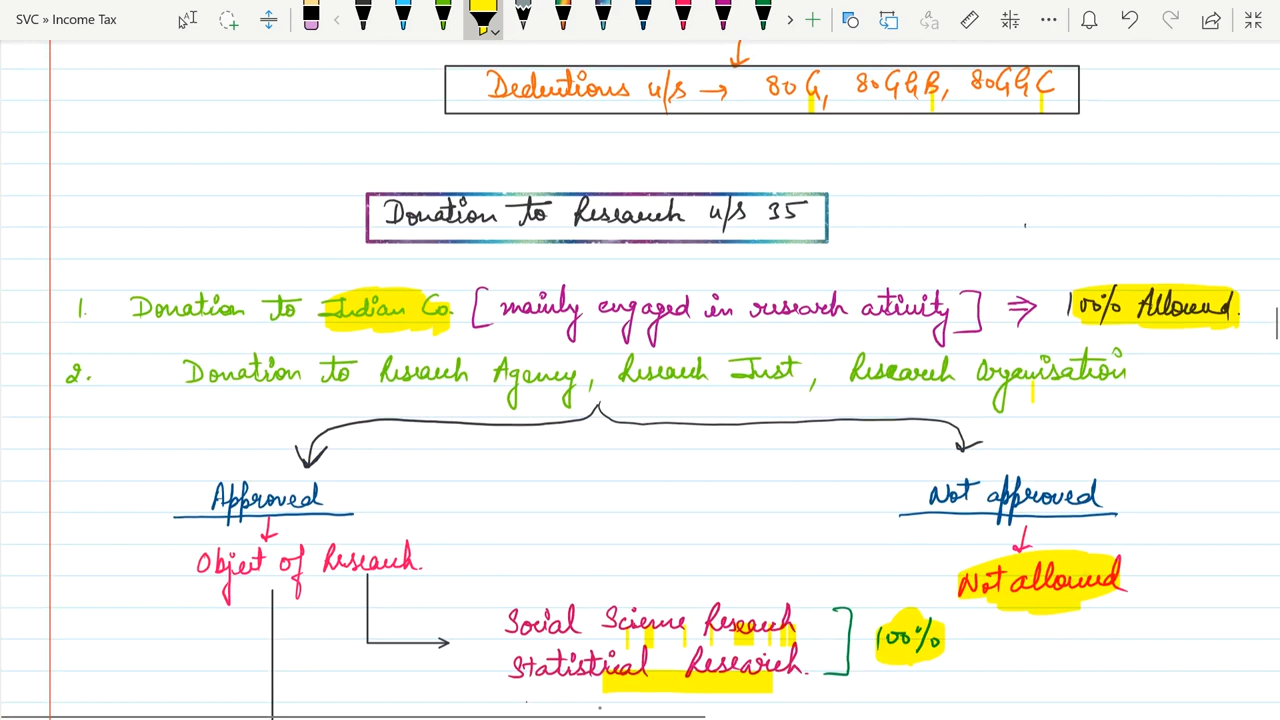 SVC » Income Tax
Deductions u/s → 80G, 80GGB, 80GGC
Donation to Research u/s 35
1. Donation to Indian Co. [mainly engaged in research ativity] ⇒ 100% Allowed.
2. Donation to Research Agency, Research Trust, Research Organisation
Approved
Not approved
Object of Research.
Not allowed
Social Science Research
100%
Statistical Research.